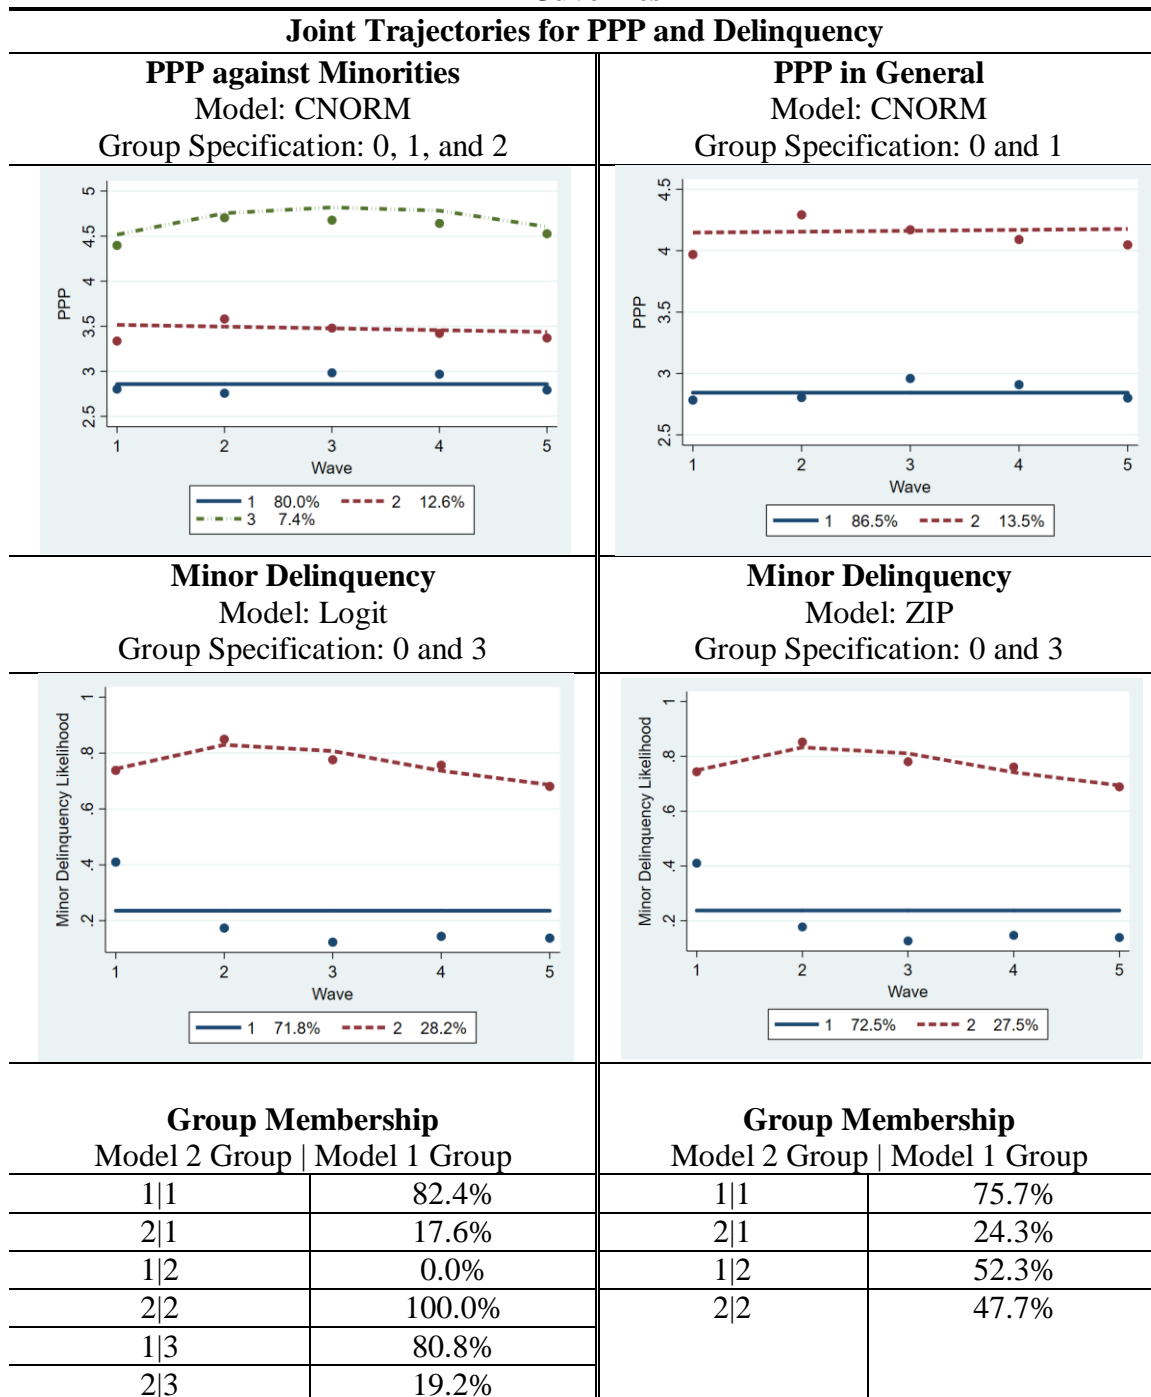 Joint Trajectories for PPP and Delinquency
PPP against Minorities
Model: CNORM
Group Specification: 0, 1, and 2
PPP in General
Model: CNORM
Group Specification: 0 and 1
5
4.5
4
3.5
3
2.5
PPP
1 2 3 4 5
Wave
1 80.0% 2 12.6%
3 7.4%
4.5
4
3.5
3
2.5
PPP
1 2 3 4 5
Wave
1 86.5% 2 13.5%
Minor Delinquency
Model: Logit
Group Specification: 0 and 3
Minor Delinquency
Model: ZIP
Group Specification: 0 and 3
1
.8
.6
.4
.2
Minor Delinquency Likelihood
1 2 3 4 5
Wave
1 71.8% 2 28.2%
1
.8
.6
.4
.2
Minor Delinquency Likelihood
1 2 3 4 5
Wave
1 72.5% 2 27.5%
Group Membership
Model 2 Group | Model 1 Group
Group Membership
Model 2 Group | Model 1 Group
1|1 82.4% 1|1 75.7%
2|1 17.6% 2|1 24.3%
1|2 0.0% 1|2 52.3%
2|2 100.0% 2|2 47.7%
1|3 80.8%
2|3 19.2%